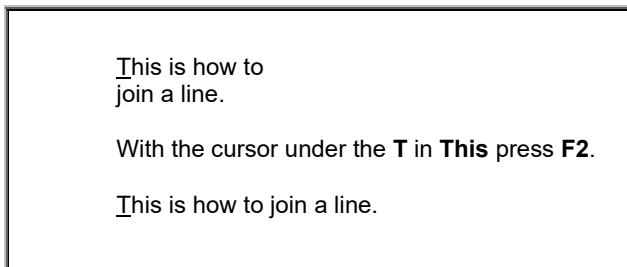 This is how to
join a line.
With the cursor under the T in This press F2.
This is how to join a line.